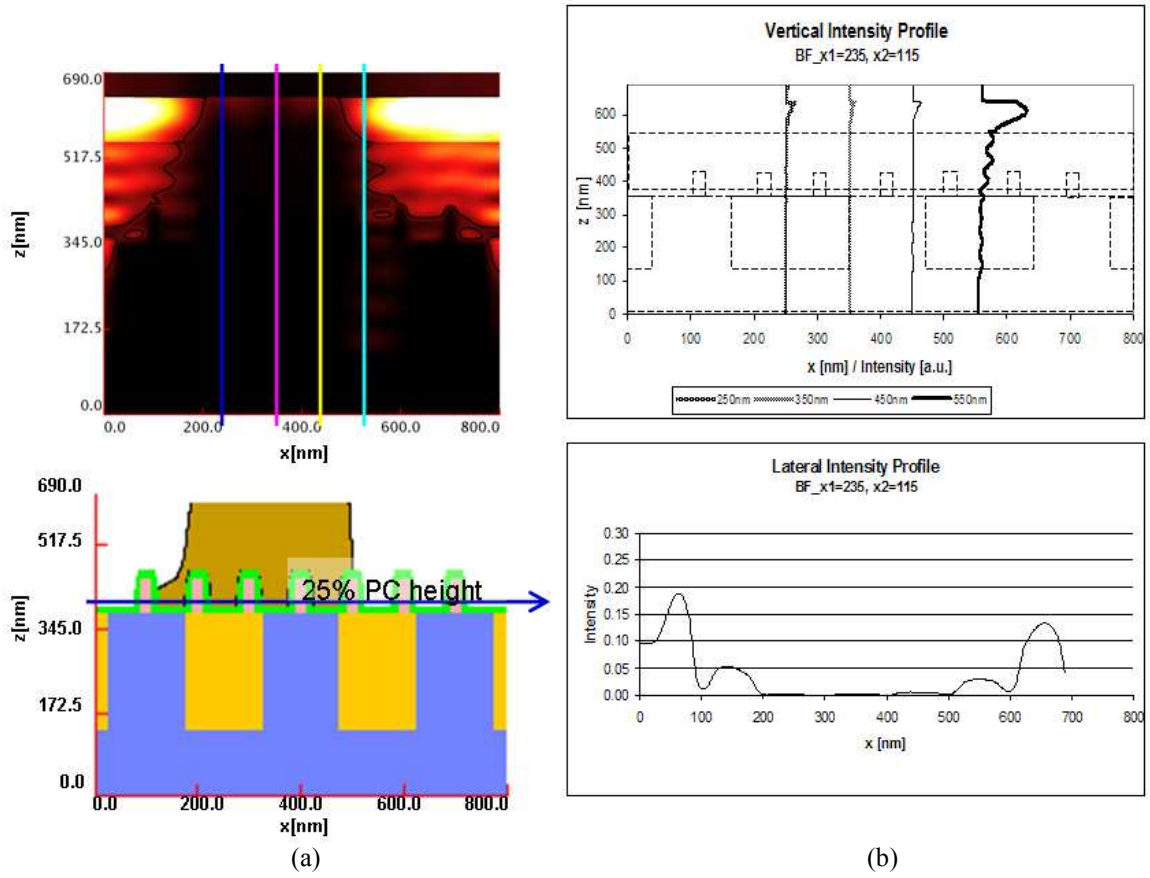 690.0
517.5
z[nm]
345.0
172.5
0.0
0.0 200.0 400.0 600.0 800.0
x[nm]
690.0
517.5
z[nm]
345.0
172.5
0.0
25% PC height
0.0 200.0 400.0 600.0 800.0
x[nm]
(a)
Vertical Intensity Profile
BF_x1=235, x2=115
600
500
400
z [nm]
300
200
100
0
0 100 200 300 400 500 600 700 800
x [nm] / Intensity [a.u.]
250nm 350nm 450nm 550nm
Lateral Intensity Profile
BF_x1=235, x2=115
0.30
0.25
0.20
Intensity
0.15
0.10
0.05
0.00
0 100 200 300 400 500 600 700 800
x [nm]
(b)